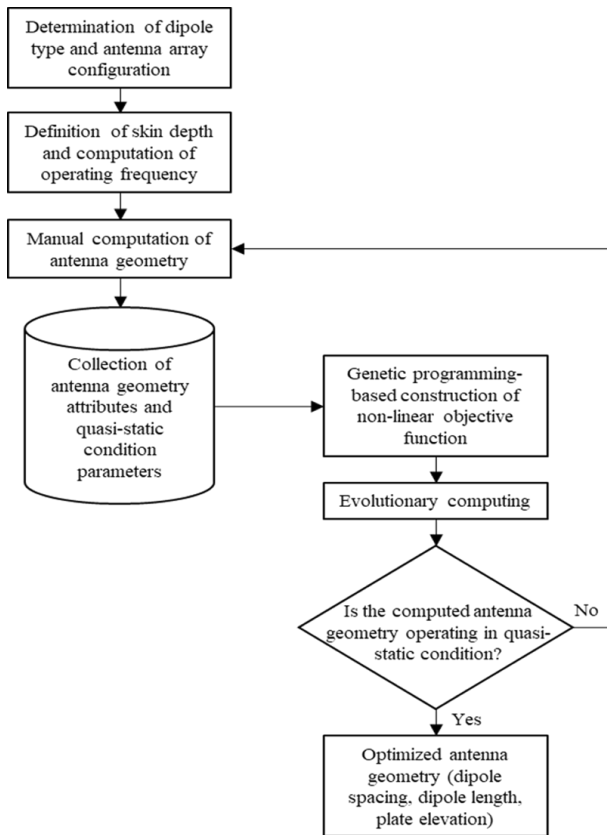 Determination of dipole
type and antenna array
configuration
Definition of skin depth
and computation of
operating frequency
Manual computation of
antenna geometry
Collection of
antenna geometry
attributes and
quasi-static
condition
parameters
Genetic programming-
based construction of
non-linear objective
function
Evolutionary computing
Is the computed antenna
geometry operating in quasi-
static condition?
No
Yes
Optimized antenna
geometry (dipole
spacing, dipole length,
plate elevation)